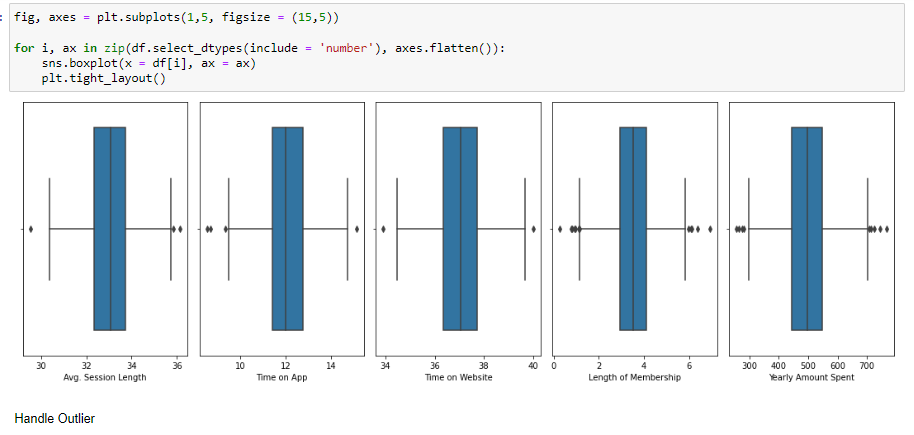 : fig, axes = plt.subplots(1,5, figsize = (15,5))
for i, ax in zip(df.select_dtypes(include = 'number'), axes.flatten()):
    sns.boxplot(x = df[i], ax = ax)
    plt.tight_layout()
30 32 34 36 10 12 14 34 36 38 40 0 2 4 6 300 400 500 600 700
Avg. Session Length Time on App Time on Website Length of Membership Yearly Amount Spent
Handle Outlier